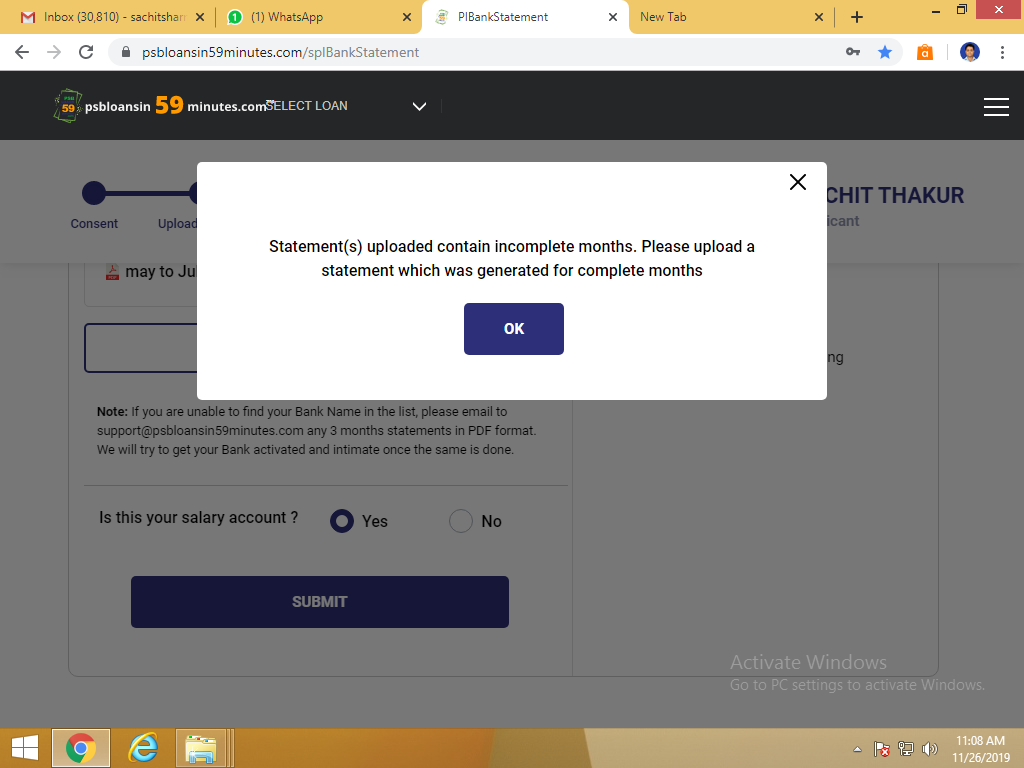 Inbox (30,810) - sachitshar
1
(1) WhatsApp
PIBankStatement
New Tab
psbloansin59minutes.com/splBankStatement
psbloansin 59 minutes.com
SELECT LOAN
CHIT THAKUR
icant
Consent
Upload
Statement(s) uploaded contain incomplete months. Please upload a
statement which was generated for complete months
OK
may to Ju
ng
Note: If you are unable to find your Bank Name in the list, please email to
support@psbloansin59minutes.com any 3 months statements in PDF format.
We will try to get your Bank activated and intimate once the same is done.
Is this your salary account ?
Yes
No
SUBMIT
Activate Windows
Go to PC settings to activate Windows.
11:08 AM
11/26/2019